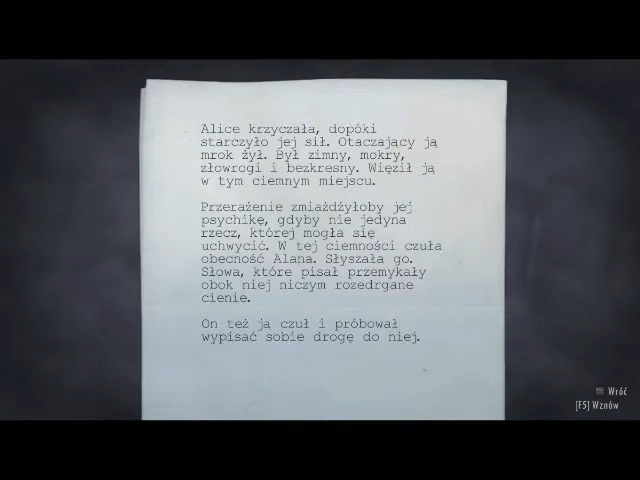 Alice krzyczała, dopóki
starczyło jej sił. Otaczający ją
mrok żył. Był zimny, mokry,
złowrogi i bezkresny. Więził ją
w tym ciemnym miejscu.
Przerażenie zmiażdżyłoby jej
psychikę, gdyby nie jedyna
rzecz, której mogła się
uchwycić. W tej ciemności czuła
obecność Alana. Słyszała go.
Słowa, które pisał przemykały
obok niej niczym rozedrgane
cienie.
On też ją czuł i próbował
wypisać sobie drogę do niej.
Wróć
[F5] Wznów